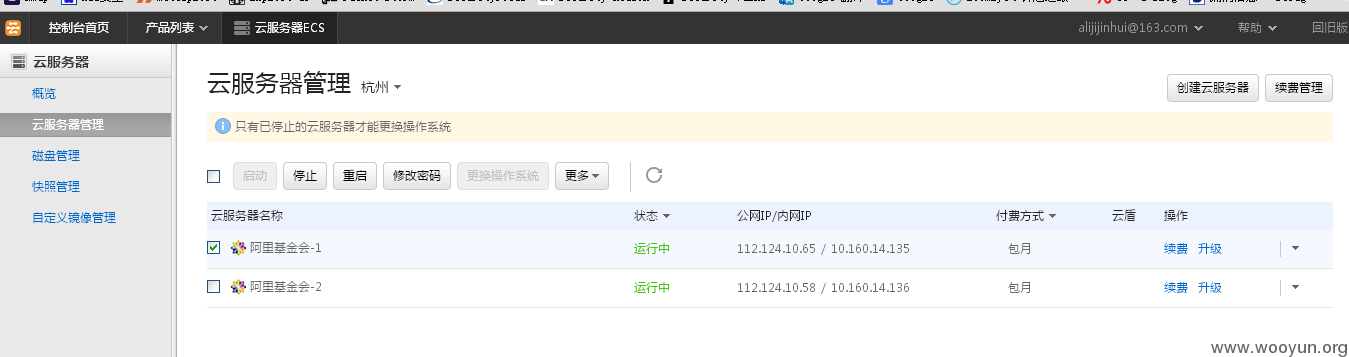 控制台首页 产品列表 云服务器ECS alijijinhui@163.com 帮助 回旧版
云服务器
概览
云服务器管理
磁盘管理
快照管理
自定义镜像管理
云服务器管理 杭州 创建云服务器 续费管理
只有已停止的云服务器才能更换操作系统
启动 停止 重启 修改密码 更换操作系统 更多
云服务器名称 状态 公网IP/内网IP 付费方式 云盾 操作
阿里基金会-1 运行中 112.124.10.65 / 10.160.14.135 包月 续费 升级
阿里基金会-2 运行中 112.124.10.58 / 10.160.14.136 包月 续费 升级
www.wooyun.org